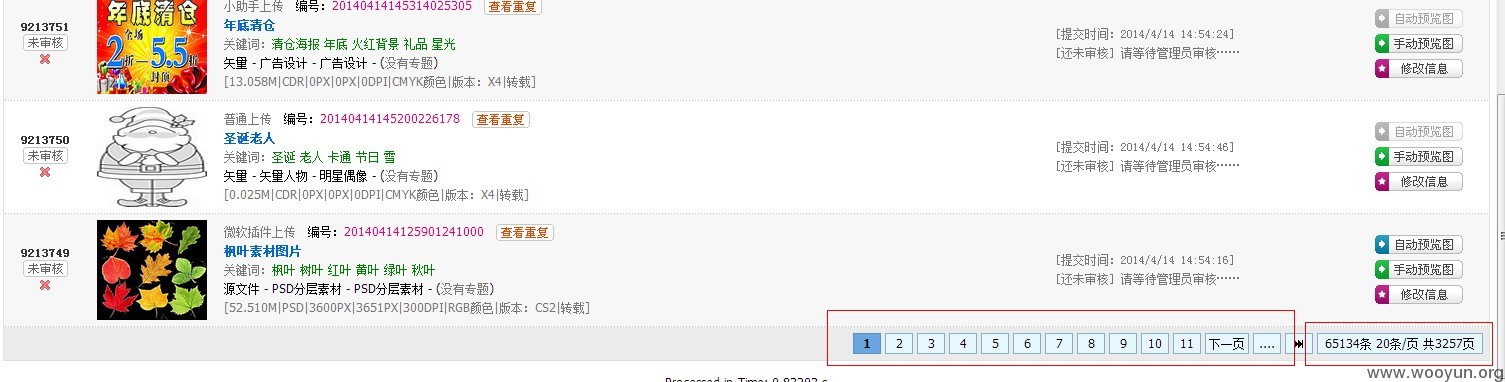 小助手上传 编号：20140414145314025305 查看重复
9213751
年底清仓
未审核
关键词：清仓海报 年底 火红背景 礼品 星光
矢量 - 广告设计 - 广告设计 - (没有专题)
[13.058M|CDR|0PX|0PX|0DPI|CMYK颜色|版本：X4|转载]
年底清仓
全场
2折—5.5折
封顶
[提交时间：2014/4/14 14:54:24]
[还未审核] 请等待管理员审核……
自动预览图
手动预览图
修改信息
普通上传 编号：20140414145200226178 查看重复
9213750
圣诞老人
未审核
关键词：圣诞 老人 卡通 节日 雪
矢量 - 矢量人物 - 明星偶像 - (没有专题)
[0.025M|CDR|0PX|0PX|0DPI|CMYK颜色|版本：X4|转载]
[提交时间：2014/4/14 14:54:46]
[还未审核] 请等待管理员审核……
自动预览图
手动预览图
修改信息
微软插件上传 编号：20140414125901241000 查看重复
9213749
枫叶素材图片
未审核
关键词：枫叶 树叶 红叶 黄叶 绿叶 秋叶
源文件 - PSD分层素材 - PSD分层素材 - (没有专题)
[52.510M|PSD|3600PX|3651PX|300DPI|RGB颜色|版本：CS2|转载]
[提交时间：2014/4/14 14:54:16]
[还未审核] 请等待管理员审核……
自动预览图
手动预览图
修改信息
1 2 3 4 5 6 7 8 9 10 11 下一页 .... 65134条 20条/页 共3257页
www.wooyun.org
Processed in Time: 0.83203 s